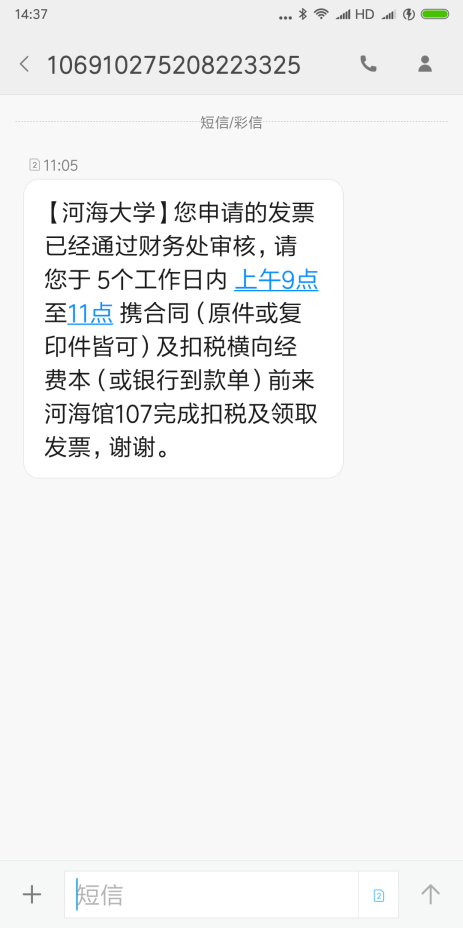 14:37
HD
106910275208223325
短信/彩信
2 11:05
【河海大学】您申请的发票
已经通过财务处审核，请
您于 5个工作日内 上午9点
至11点 携合同（原件或复
印件皆可）及扣税横向经
费本（或银行到款单）前来
河海馆107完成扣税及领取
发票，谢谢。
短信
2